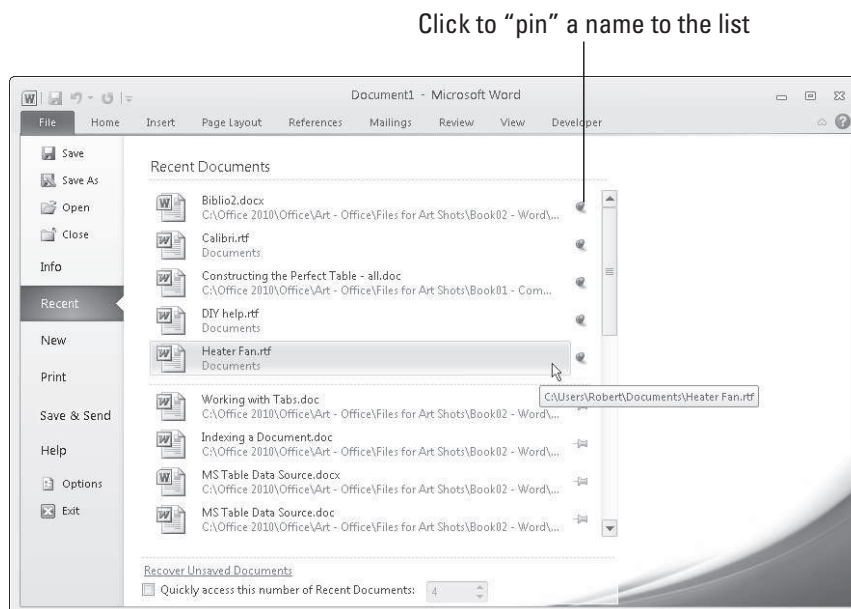 Click to “pin” a name to the list
Document1 - Microsoft Word
File Home Insert Page Layout References Mailings Review View Developer
Save
Save As
Open
Close
Info
Recent
New
Print
Save & Send
Help
Options
Exit
Recent Documents
Biblio2.docx
C:\Office 2010\Office\Art - Office\Files for Art Shots\Book02 - Word\...
Calibri.rtf
Documents
Constructing the Perfect Table - all.doc
C:\Office 2010\Office\Art - Office\Files for Art Shots\Book01 - Com...
DIY help.rtf
Documents
Heater Fan.rtf
Documents
C:\Users\Robert\Documents\Heater Fan.rtf
Working with Tabs.doc
C:\Office 2010\Office\Art - Office\Files for Art Shots\Book02 - Word\...
Indexing a Document.doc
C:\Office 2010\Office\Art - Office\Files for Art Shots\Book02 - Word\...
MS Table Data Source.docx
C:\Office 2010\Office\Art - Office\Files for Art Shots\Book02 - Word\...
MS Table Data Source.doc
C:\Office 2010\Office\Art - Office\Files for Art Shots\Book02 - Word\...
Recover Unsaved Documents
Quickly access this number of Recent Documents: 4